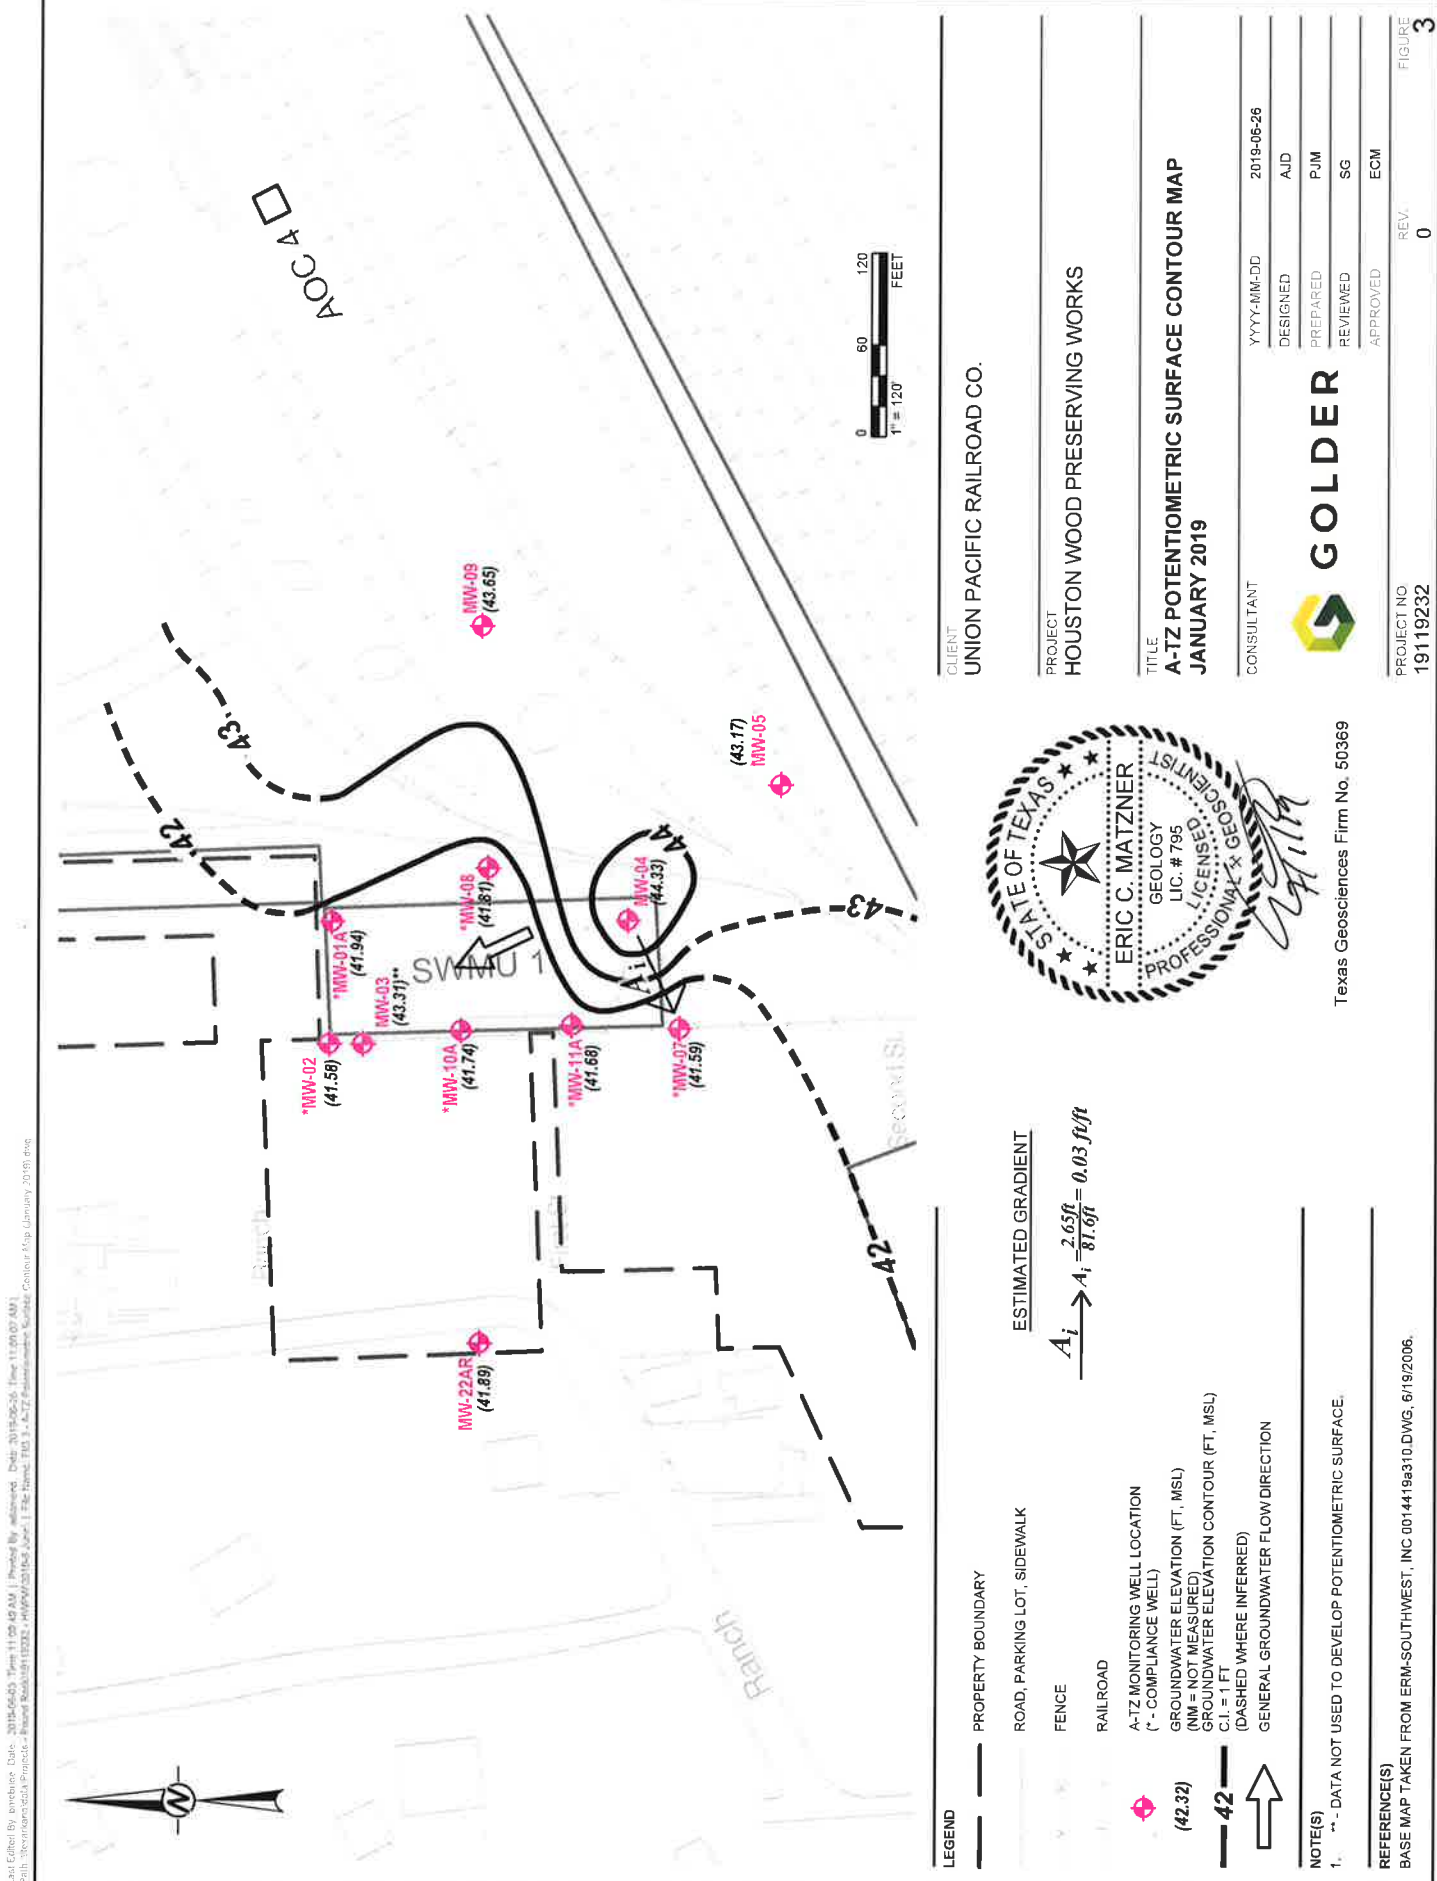 AOC 4
42
43
MW-09
(43.65)
(43.17)
MW-05
*MW-08
(41.81)
MW-04
(44.33)
44
*MW-01A
(41.94)
MW-03
(43.31)**
SWMU 1
Ai
43
*MW-02
(41.58)
*MW-10A
(41.74)
*MW-11A
(41.68)
*MW-07
(41.59)
MW-22AR
(41.89)
42
Second St.
Ranch
N
0 60 120
1" = 120' FEET
LEGEND
PROPERTY BOUNDARY
ROAD, PARKING LOT, SIDEWALK
FENCE
RAILROAD
A-TZ MONITORING WELL LOCATION
(* - COMPLIANCE WELL)
(42.32) GROUNDWATER ELEVATION (FT, MSL)
(NM = NOT MEASURED)
42 GROUNDWATER ELEVATION CONTOUR (FT, MSL)
C.I. = 1 FT
(DASHED WHERE INFERRED)
GENERAL GROUNDWATER FLOW DIRECTION
ESTIMATED GRADIENT
Ai Ai = 2.65ft / 81.6ft = 0.03 ft/ft
NOTE(S)
1. ** - DATA NOT USED TO DEVELOP POTENTIOMETRIC SURFACE.
REFERENCE(S)
BASE MAP TAKEN FROM ERM-SOUTHWEST, INC 0014419a310.DWG, 6/19/2006.
STATE OF TEXAS
ERIC C. MATZNER
GEOLOGY
LIC. # 795
LICENSED
PROFESSIONAL GEOSCIENTIST
Texas Geosciences Firm No. 50369
CLIENT
UNION PACIFIC RAILROAD CO.
PROJECT
HOUSTON WOOD PRESERVING WORKS
TITLE
A-TZ POTENTIOMETRIC SURFACE CONTOUR MAP
JANUARY 2019
CONSULTANT
GOLDER
YYYY-MM-DD 2019-06-26
DESIGNED AJD
PREPARED PJM
REVIEWED SG
APPROVED ECM
PROJECT NO. REV. FIGURE
19119232 0 3